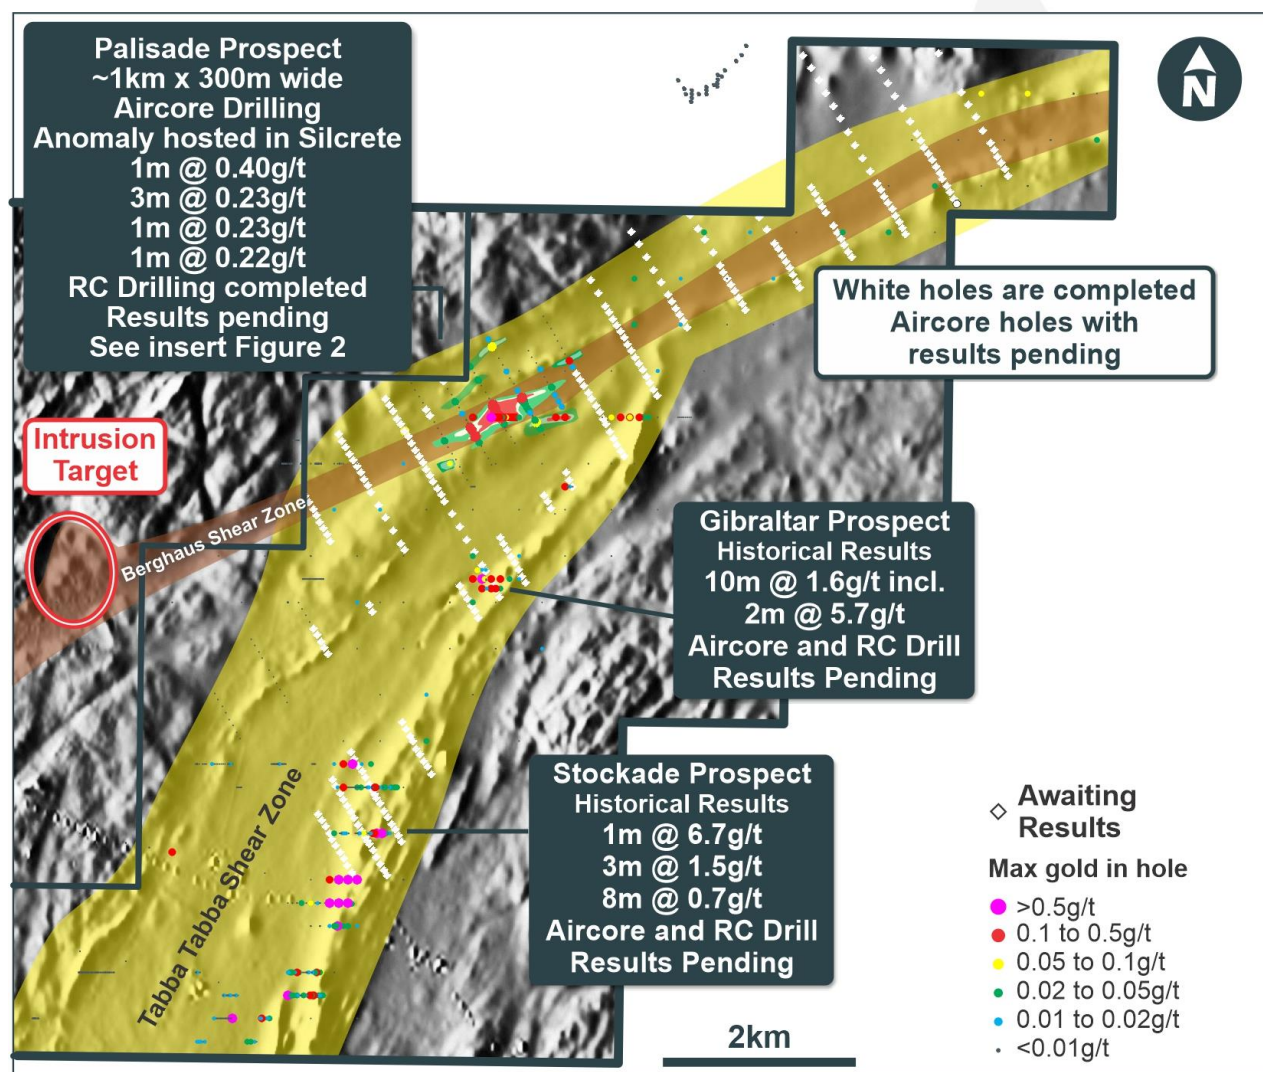 Palisade Prospect
~1km x 300m wide
Aircore Drilling
Anomaly hosted in Silcrete
1m @ 0.40g/t
3m @ 0.23g/t
1m @ 0.23g/t
1m @ 0.22g/t
RC Drilling completed
Results pending
See insert Figure 2
N
White holes are completed
Aircore holes with
results pending
Intrusion
Target
Berghaus Shear Zone
Gibraltar Prospect
Historical Results
10m @ 1.6g/t incl.
2m @ 5.7g/t
Aircore and RC Drill
Results Pending
Stockade Prospect
Historical Results
1m @ 6.7g/t
3m @ 1.5g/t
8m @ 0.7g/t
Aircore and RC Drill
Results Pending
Tabba Tabba Shear Zone
Awaiting
Results
Max gold in hole
>0.5g/t
0.1 to 0.5g/t
0.05 to 0.1g/t
0.02 to 0.05g/t
0.01 to 0.02g/t
<0.01g/t
2km